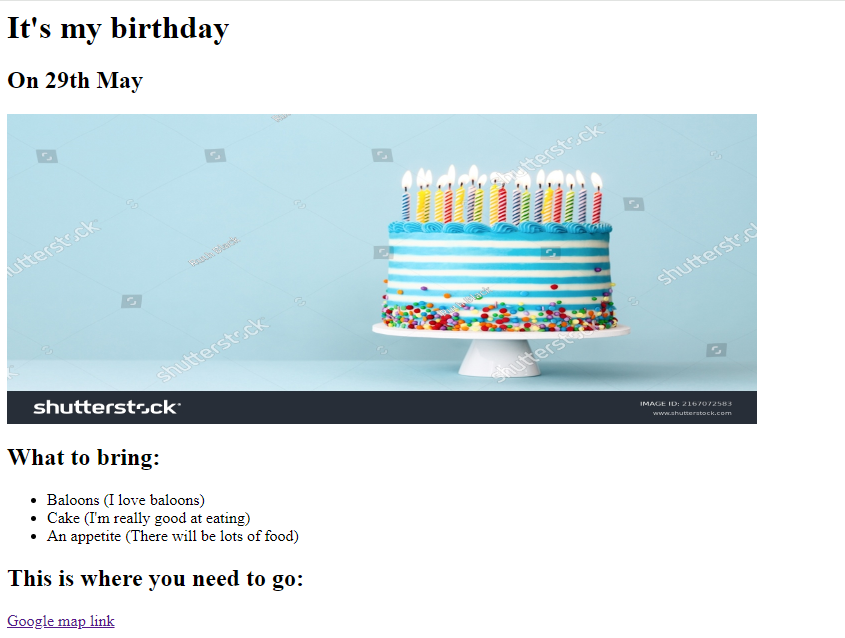 It's my birthday
On 29th May
shutterstock
shutterstock
shutterstock
shutterstock
shutterstock
shutterstock
shutterstock·
IMAGE ID: 2167072583
www.shutterstock.com
What to bring:
Baloons (I love baloons)
Cake (I'm really good at eating)
An appetite (There will be lots of food)
This is where you need to go:
Google map link